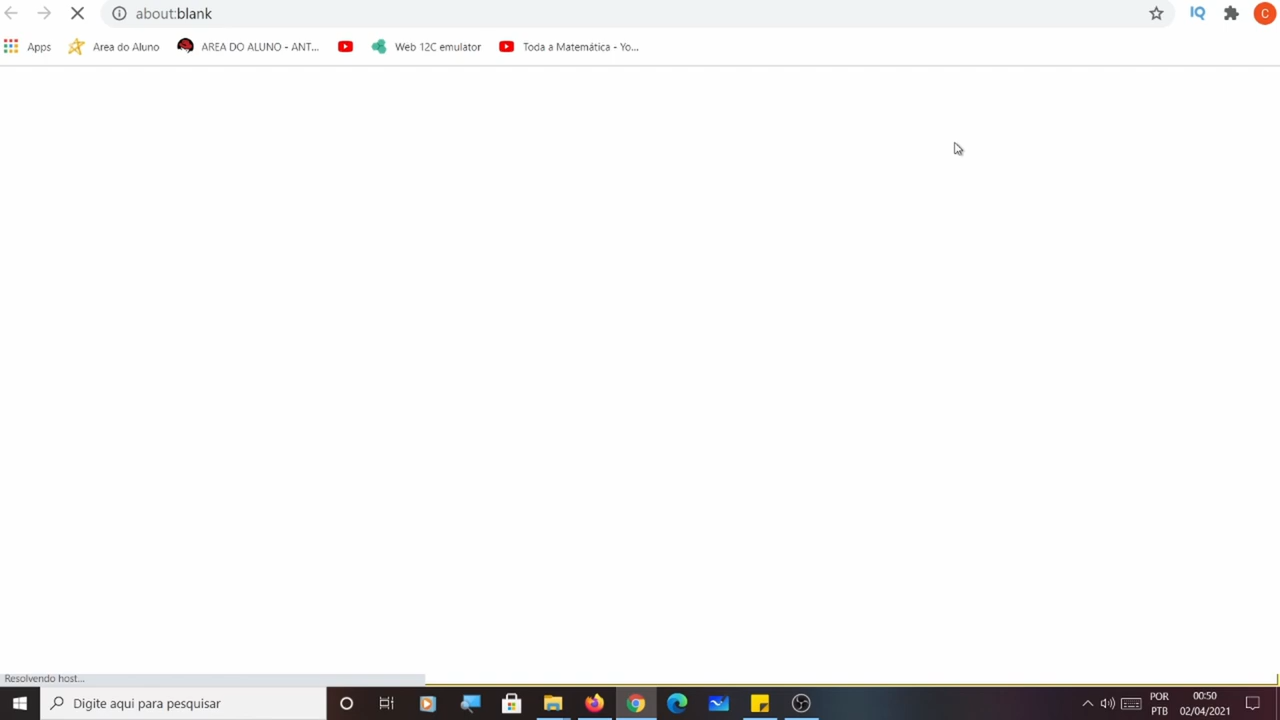 about:blank
IQ
C
Apps
Area do Aluno
AREA DO ALUNO - ANT...
Web 12C emulator
Toda a Matemática - Yo...
Resolvendo host...
Digite aqui para pesquisar
POR
PTB
00:50
02/04/2021